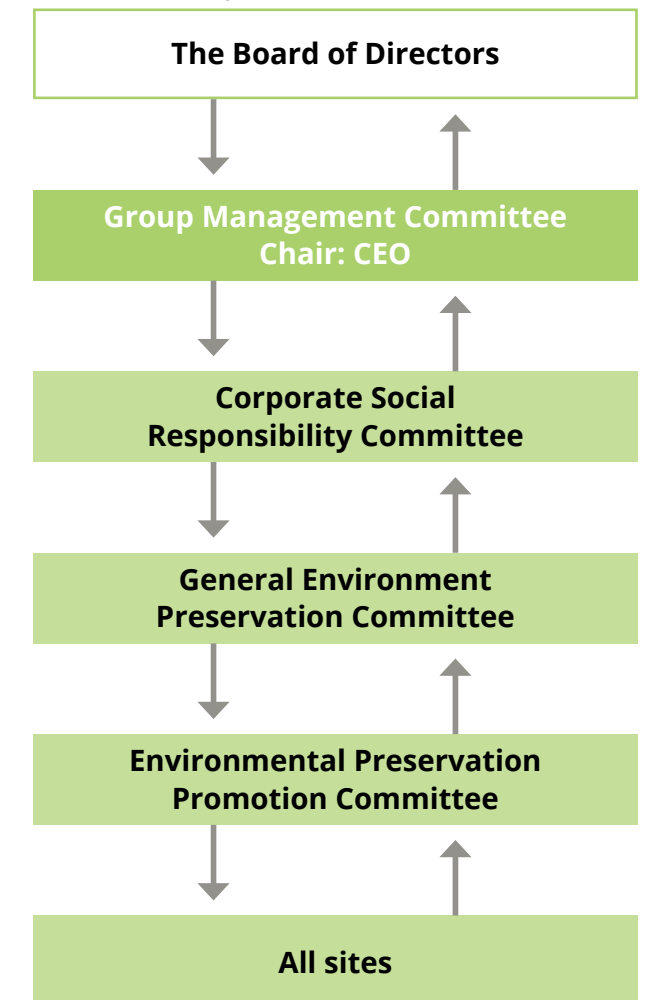 The Board of Directors
Group Management Committee
Chair: CEO
Corporate Social
Responsibility Committee
General Environment
Preservation Committee
Environmental Preservation
Promotion Committee
All sites